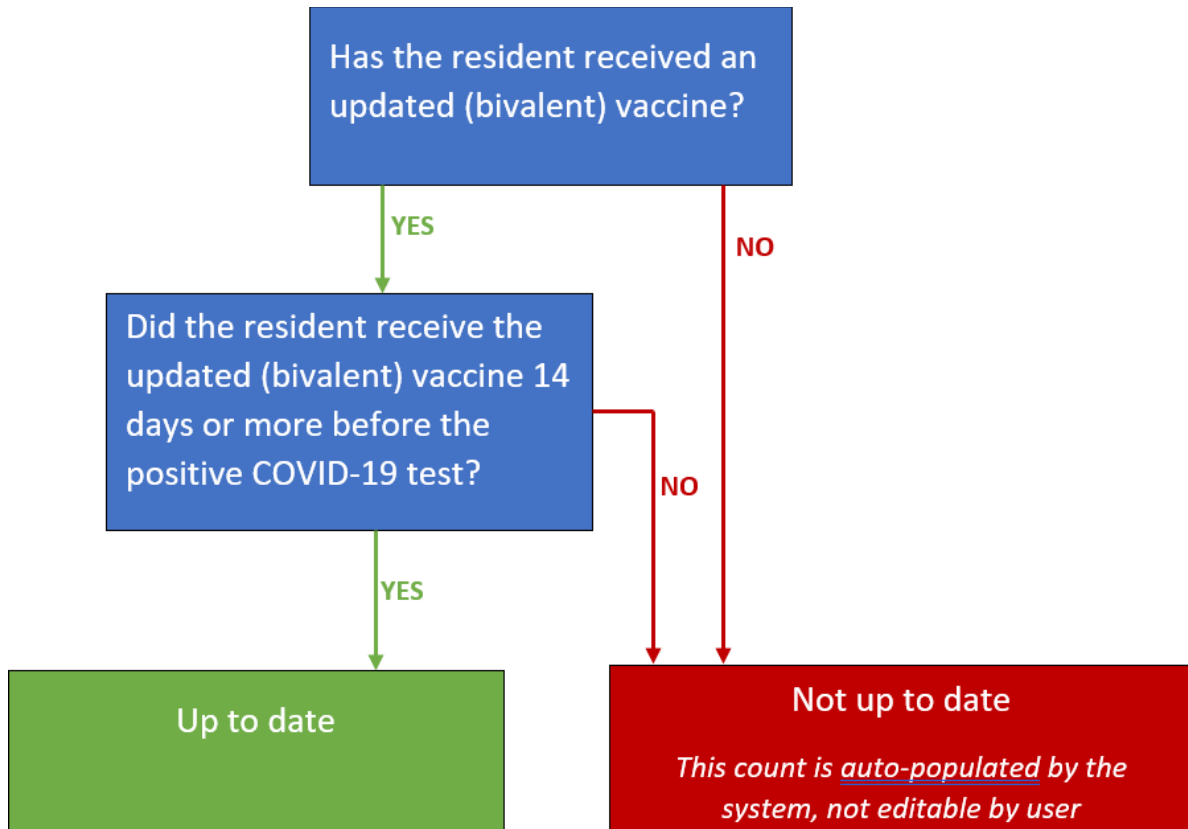 Has the resident received an
updated (bivalent) vaccine?
YES
NO
Did the resident receive the
updated (bivalent) vaccine 14
days or more before the
positive COVID-19 test?
NO
YES
Up to date
Not up to date
This count is auto-populated by the
system, not editable by user